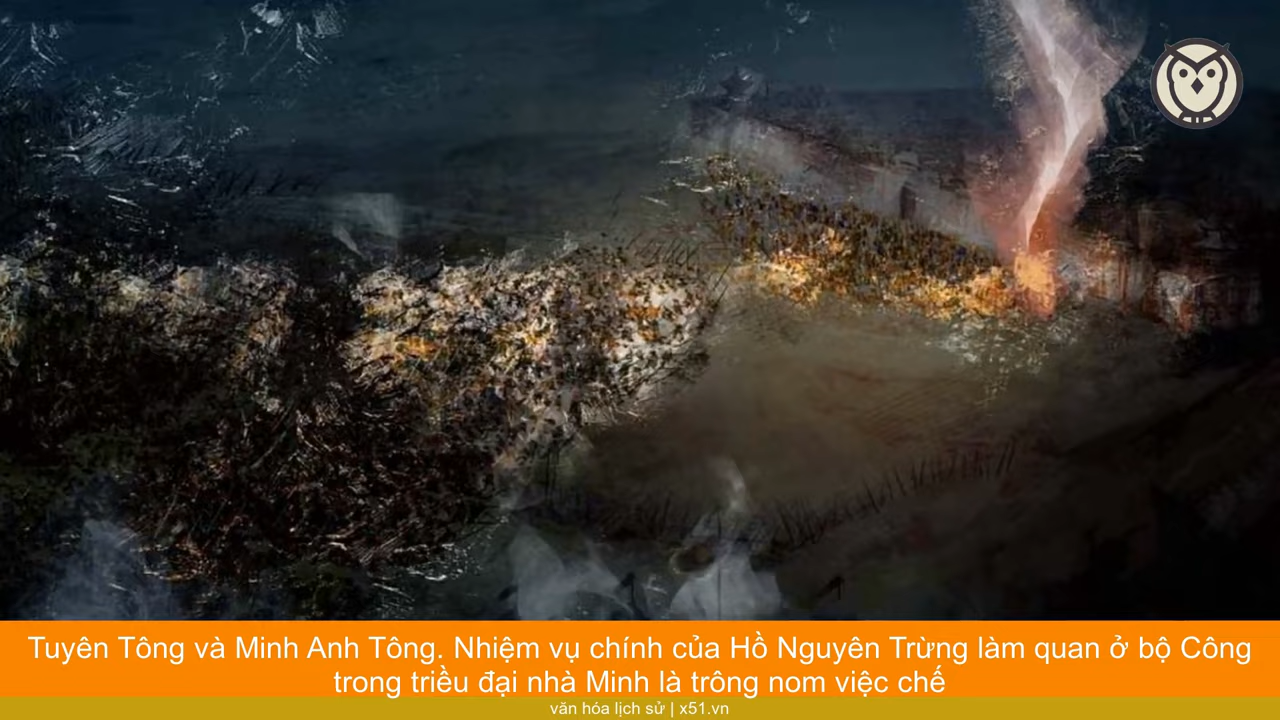 Tuyên Tông và Minh Anh Tông. Nhiệm vụ chính của Hồ Nguyên Trừng làm quan ở bộ Công
trong triều đại nhà Minh là trông nom việc chế
văn hóa lịch sử | x51.vn